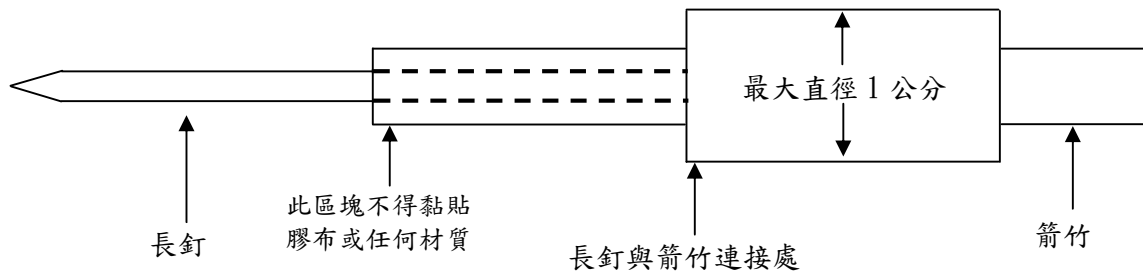 最大直徑 1 公分
長釘
此區塊不得黏貼
膠布或任何材質
長釘與箭竹連接處
箭竹